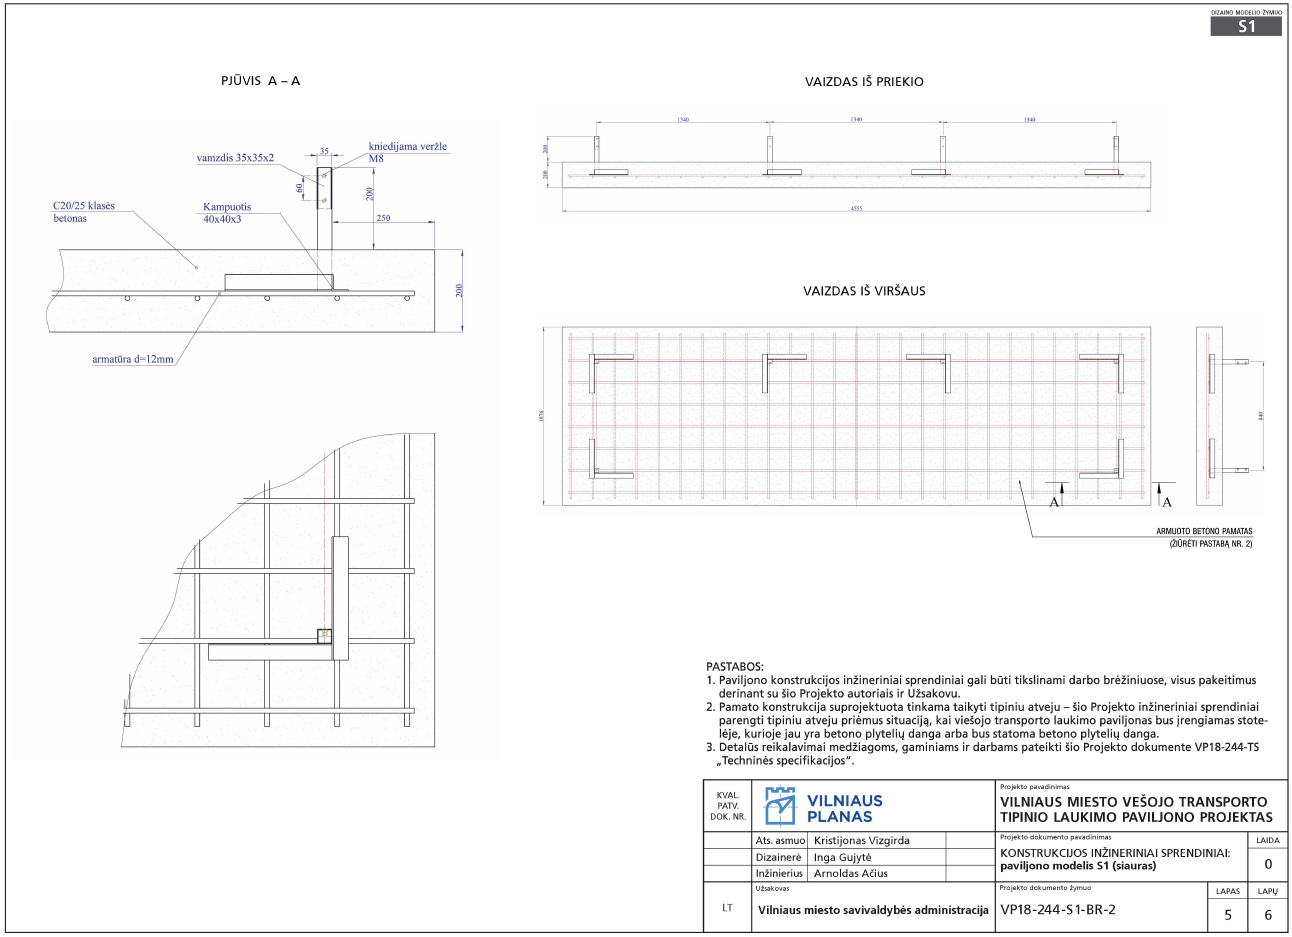 DIZAINO MODELIO ŽYMUO
S1
PJŪVIS A – A
35
kniedijama veržle
M8
vamzdis 35x35x2
60
200
C20/25 klasės
betonas
Kampuotis
40x40x3
250
200
armatūra d=12mm
VAIZDAS IŠ PRIEKIO
1340
1340
1340
200
200
4555
VAIZDAS IŠ VIRŠAUS
1876
840
A
A
ARMUOTO BETONO PAMATAS
(ŽIŪRĖTI PASTABĄ NR. 2)
PASTABOS:
1. Paviljono konstrukcijos inžineriniai sprendiniai gali būti tikslinami darbo brėžiniuose, visus pakeitimus
derinant su šio Projekto autoriais ir Užsakovu.
2. Pamato konstrukcija suprojektuota tinkama taikyti tipiniu atveju – šio Projekto inžineriniai sprendiniai
parengti tipiniu atveju priėmus situaciją, kai viešojo transporto laukimo paviljonas bus įrengiamas stote-
lėje, kurioje jau yra betono plytelių danga arba bus statoma betono plytelių danga.
3. Detalūs reikalavimai medžiagoms, gaminiams ir darbams pateikti šio Projekto dokumente VP18-244-TS
„Techninės specifikacijos“.
KVAL.
PATV.
DOK. NR.
VILNIAUS
PLANAS
Projekto pavadinimas
VILNIAUS MIESTO VEŠOJO TRANSPORTO
TIPINIO LAUKIMO PAVILJONO PROJEKTAS
Ats. asmuo Kristijonas Vizgirda
Dizainerė Inga Gujytė
Inžinierius Arnoldas Ačius
Projekto dokumento pavadinimas
KONSTRUKCIJOS INŽINERINIAI SPRENDINIAI:
paviljono modelis S1 (siauras)
LAIDA
0
LT
Užsakovas
Vilniaus miesto savivaldybės administracija
Projekto dokumento žymuo
VP18-244-S1-BR-2
LAPAS
5
LAPŲ
6